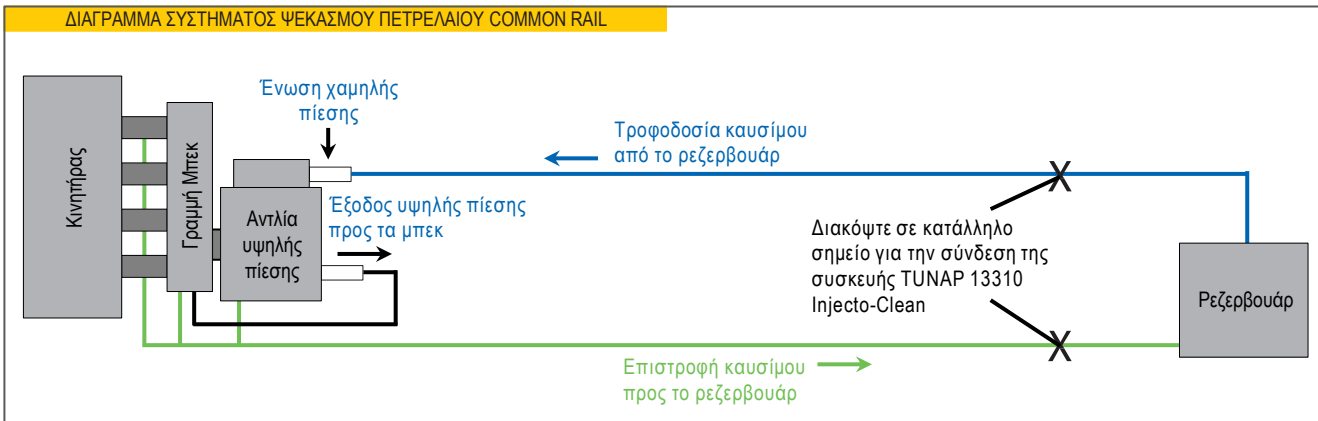 ΔΙΑΓΡΑΜΜΑ ΣΥΣΤΗΜΑΤΟΣ ΨΕΚΑΣΜΟΥ ΠΕΤΡΕΛΑΙΟΥ COMMON RAIL
Κινητήρας
Γραμμή Μπεκ
Ένωση χαμηλής
πίεσης
Αντλία
υψηλής
πίεσης
Έξοδος υψηλής πίεσης
προς τα μπεκ
Τροφοδοσία καυσίμου
από το ρεζερβουάρ
X
Διακόψτε σε κατάλληλο
σημείο για την σύνδεση της
συσκευής TUNAP 13310
Injecto-Clean
X
Ρεζερβουάρ
Επιστροφή καυσίμου
προς το ρεζερβουάρ